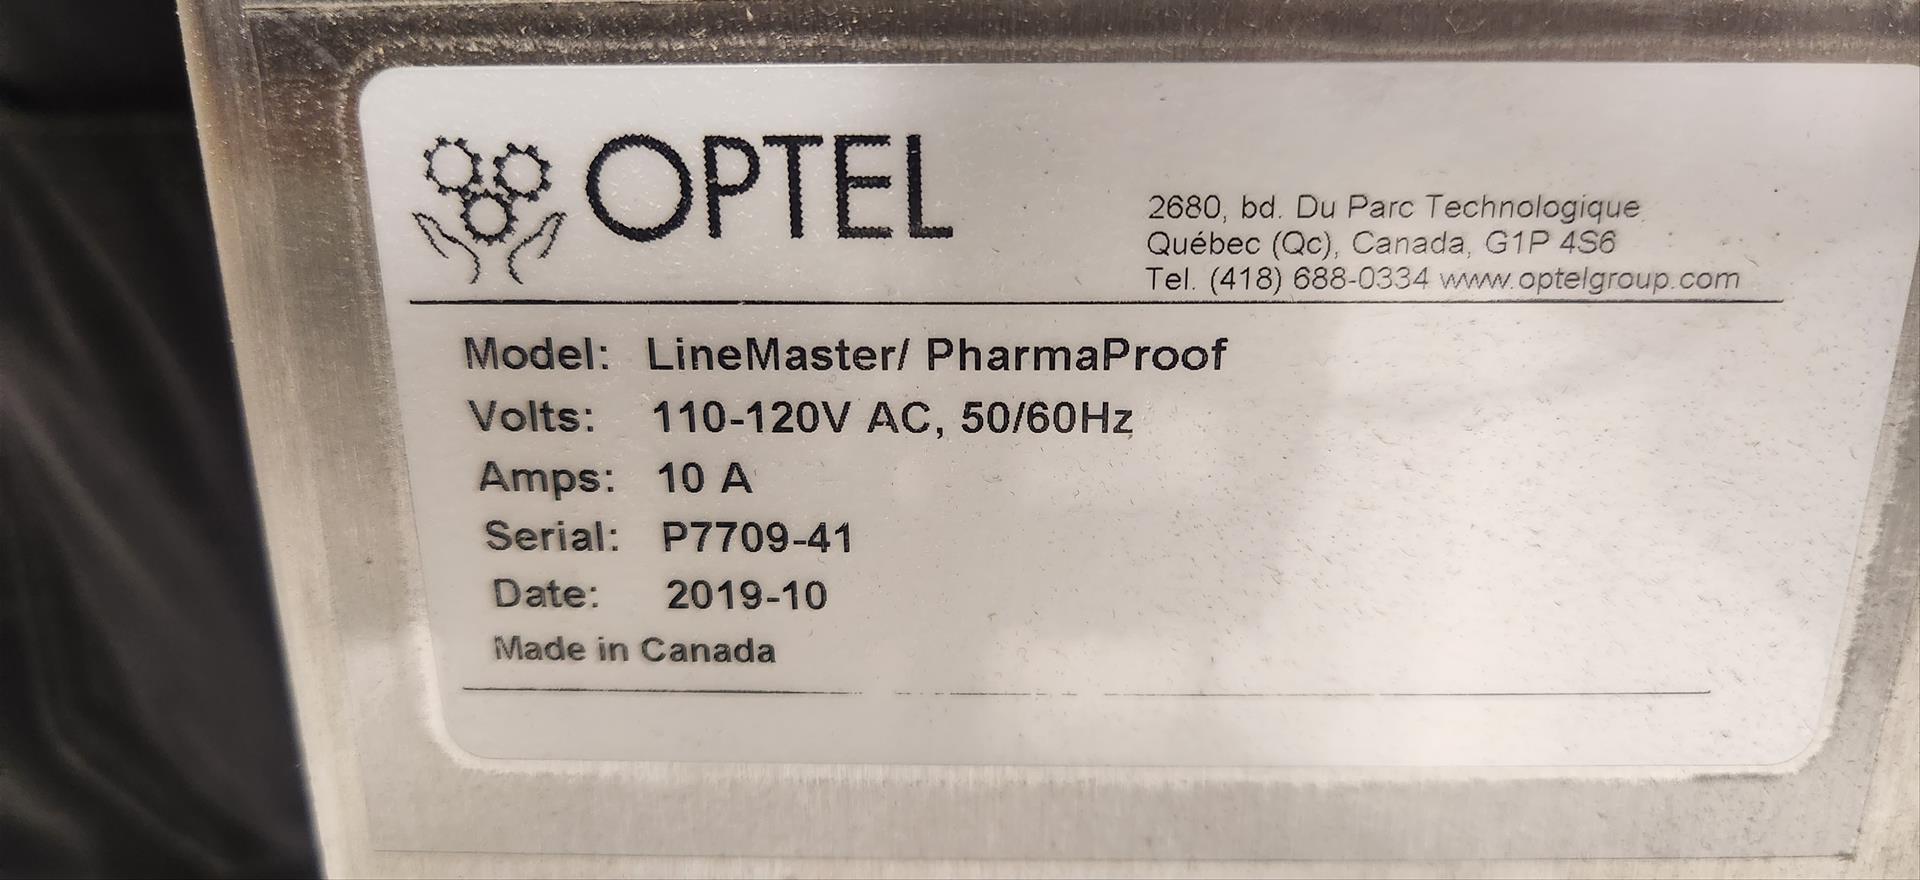 OPTEL
2680, bd. Du Parc Technologique
Québec (Qc), Canada, G1P 4S6
Tel. (418) 688-0334 www.optelgroup.com
Model: LineMaster/ PharmaProof
Volts: 110-120V AC, 50/60Hz
Amps: 10 A
Serial: P7709-41
Date: 2019-10
Made in Canada